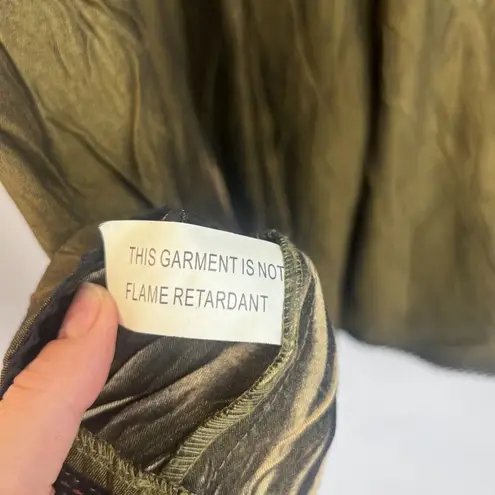 THIS GARMENT IS NOT
FLAME RETARDANT